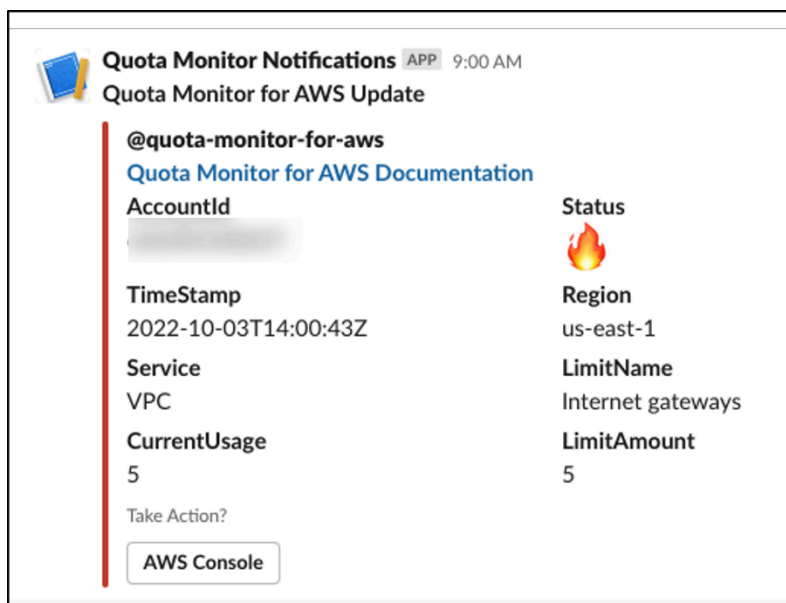 Quota Monitor Notifications APP 9:00 AM
Quota Monitor for AWS Update
@quota-monitor-for-aws
Quota Monitor for AWS Documentation
AccountId Status
TimeStamp Region
2022-10-03T14:00:43Z us-east-1
Service LimitName
VPC Internet gateways
CurrentUsage LimitAmount
5 5
Take Action?
AWS Console